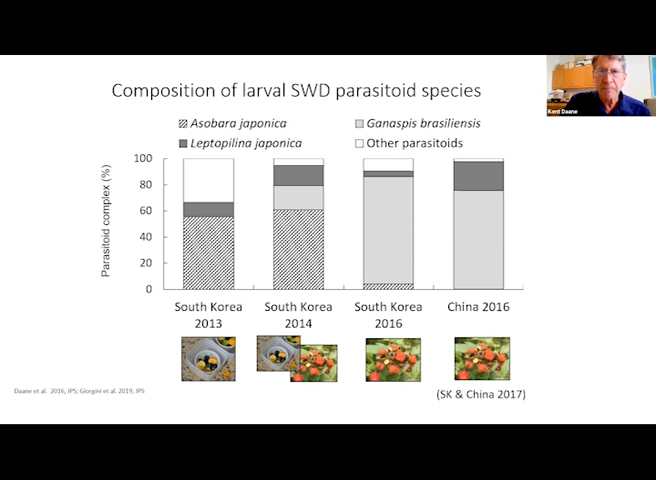 Composition of larval SWD parasitoid species
Kent Daane
Asobara japonica
Ganaspis brasiliensis
Leptopilina japonica
Other parasitoids
Parasitoid complex (%)
100
80
60
40
20
0
South Korea 2013
South Korea 2014
South Korea 2016
China 2016
Daane et al. 2016, IPS; Giorgini et al. 2019, IPS
(SK & China 2017)